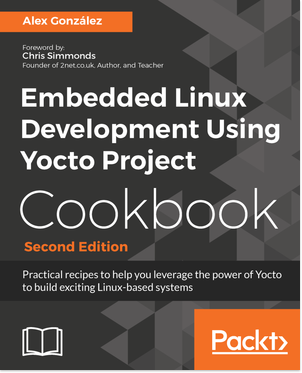 Alex González
Foreword by:
Chris Simmonds
Founder of 2net.co.uk, Author, and Teacher
Embedded Linux
Development Using
Yocto Project
Cookbook
Second Edition
Practical recipes to help you leverage the power of Yocto
to build exciting Linux-based systems
Packt>